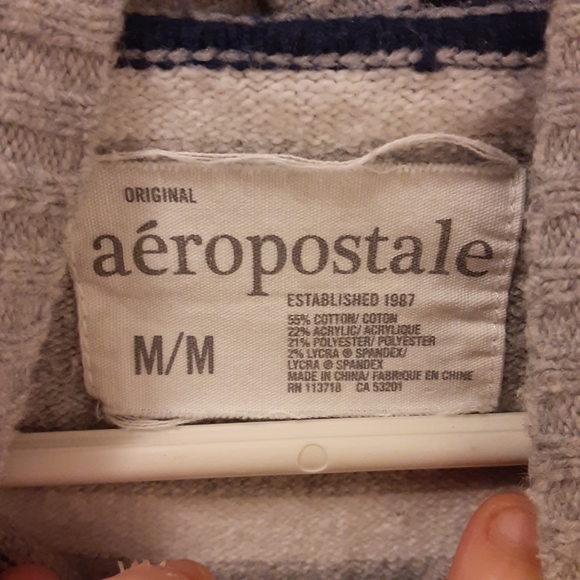 ORIGINAL
aéropostale
ESTABLISHED 1987
M/M
55% COTTON/ COTON
22% ACRYLIC/ ACRYLIQUE
21% POLYESTER/ POLYESTER
2% LYCRA ® SPANDEX/
LYCRA ® SPANDEX
MADE IN CHINA/ FABRIQUE EN CHINE
RN 113718 CA 53201